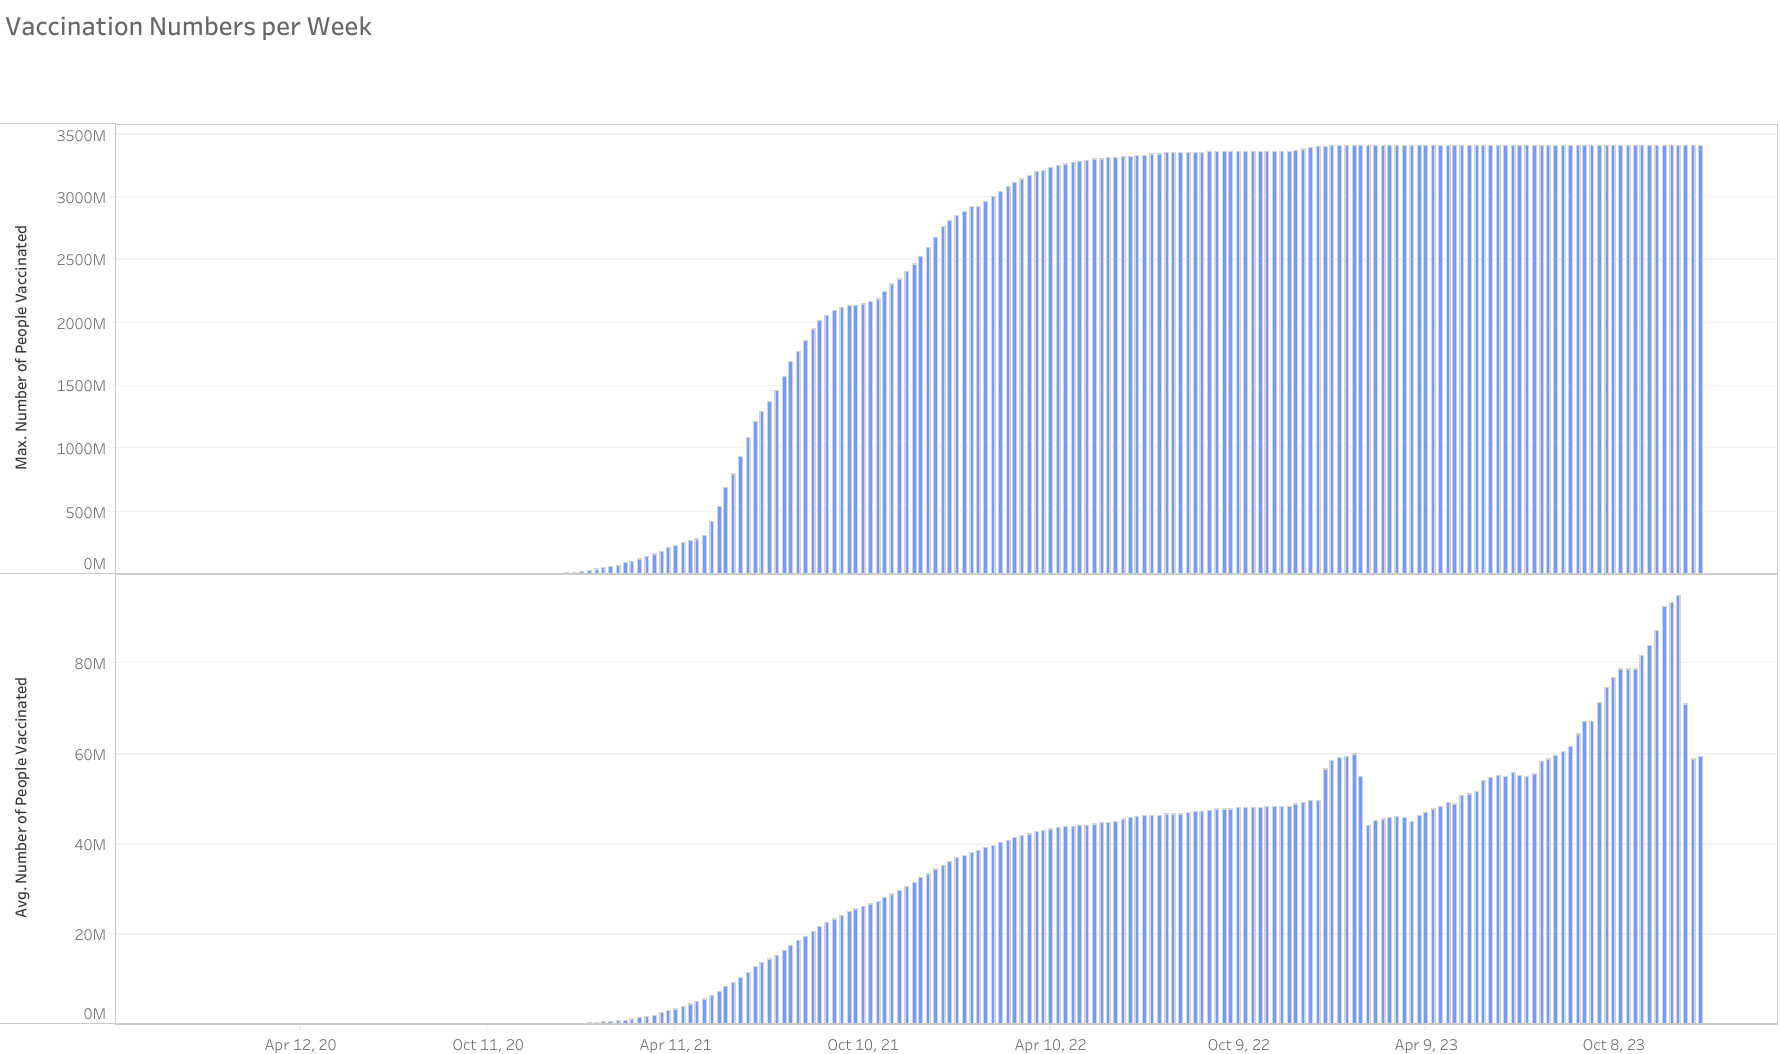 Vaccination Numbers per Week
3500M
3000M
2500M
2000M
1500M
1000M
500M
0M
Max. Number of People Vaccinated
80M
60M
40M
20M
0M
Avg. Number of People Vaccinated
Apr 12, 20
Oct 11, 20
Apr 11, 21
Oct 10, 21
Apr 10, 22
Oct 9, 22
Apr 9, 23
Oct 8, 23